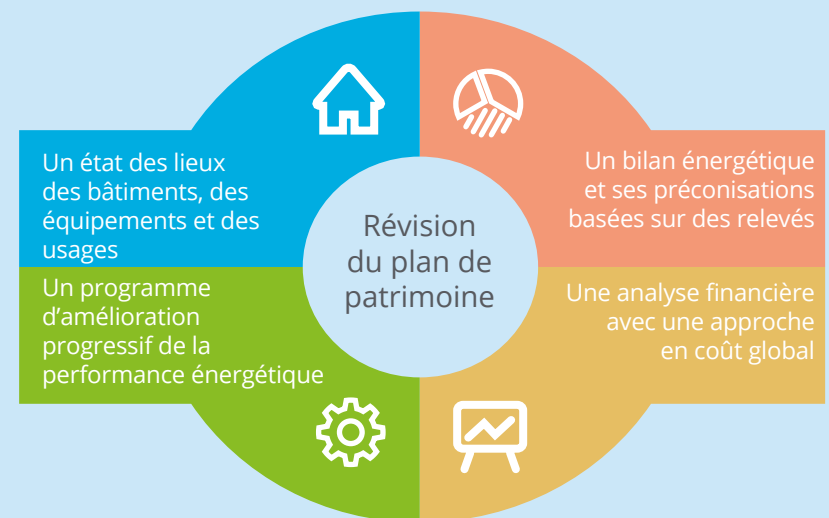 Un état des lieux
des bâtiments, des
équipements et des
usages
Un bilan énergétique
et ses préconisations
basées sur des relevés
Révision
du plan de
patrimoine
Un programme
d’amélioration
progressif de la
performance énergétique
Une analyse financière
avec une approche
en coût global